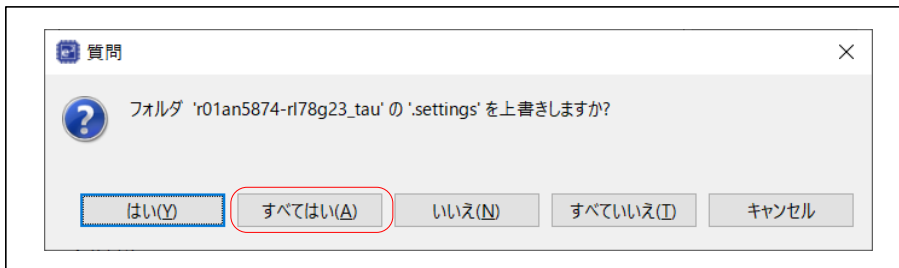 質問
フォルダ 'r01an5874-rl78g23_tau' の '.settings' を上書きしますか?
はい(Y) すべてはい(A) いいえ(N) すべていいえ(T) キャンセル